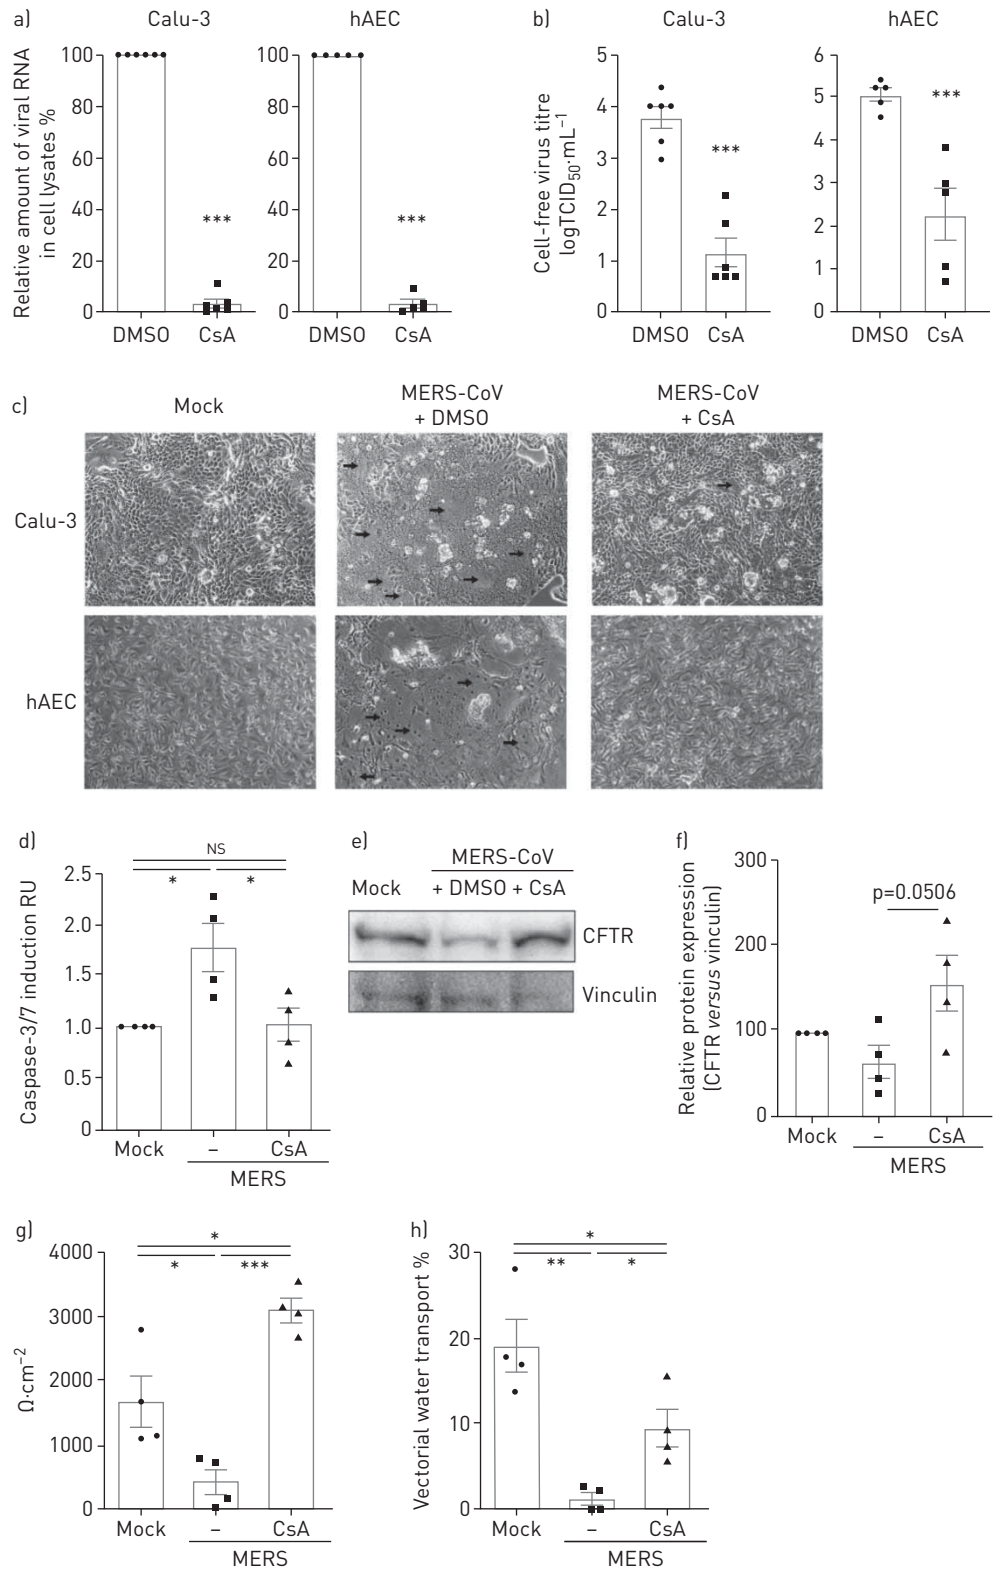 a)
Calu-3
hAEC
Relative amount of viral RNA
in cell lysates %
100
80
60
40
20
0
***
DMSO
CsA
100
80
60
40
20
0
***
DMSO
CsA
b)
Calu-3
hAEC
Cell-free virus titre
logTCID50·mL−1
5
4
3
2
1
0
***
DMSO
CsA
6
5
4
3
2
1
0
***
DMSO
CsA
c)
Mock
MERS-CoV
+ DMSO
MERS-CoV
+ CsA
Calu-3
hAEC
d)
Caspase-3/7 induction RU
2.5
2.0
1.5
1.0
0.5
0
NS
*
*
Mock
–
CsA
MERS
e)
MERS-CoV
Mock
+ DMSO + CsA
CFTR
Vinculin
f)
Relative protein expression
(CFTR versus vinculin)
300
200
100
0
p=0.0506
Mock
–
CsA
MERS
g)
Ω·cm−2
4000
3000
2000
1000
0
*
*
***
Mock
–
CsA
MERS
h)
Vectorial water transport %
30
20
10
0
*
**
*
Mock
–
CsA
MERS